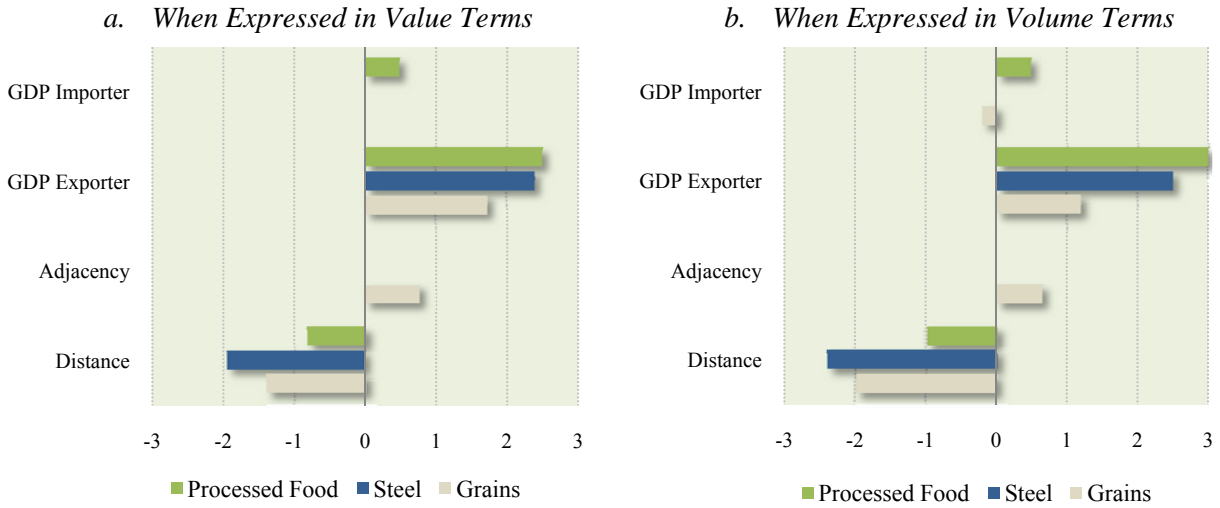 a. When Expressed in Value Terms
GDP Importer
GDP Exporter
Adjacency
Distance
-3 -2 -1 0 1 2 3
Processed Food Steel Grains
b. When Expressed in Volume Terms
GDP Importer
GDP Exporter
Adjacency
Distance
-3 -2 -1 0 1 2 3
Processed Food Steel Grains